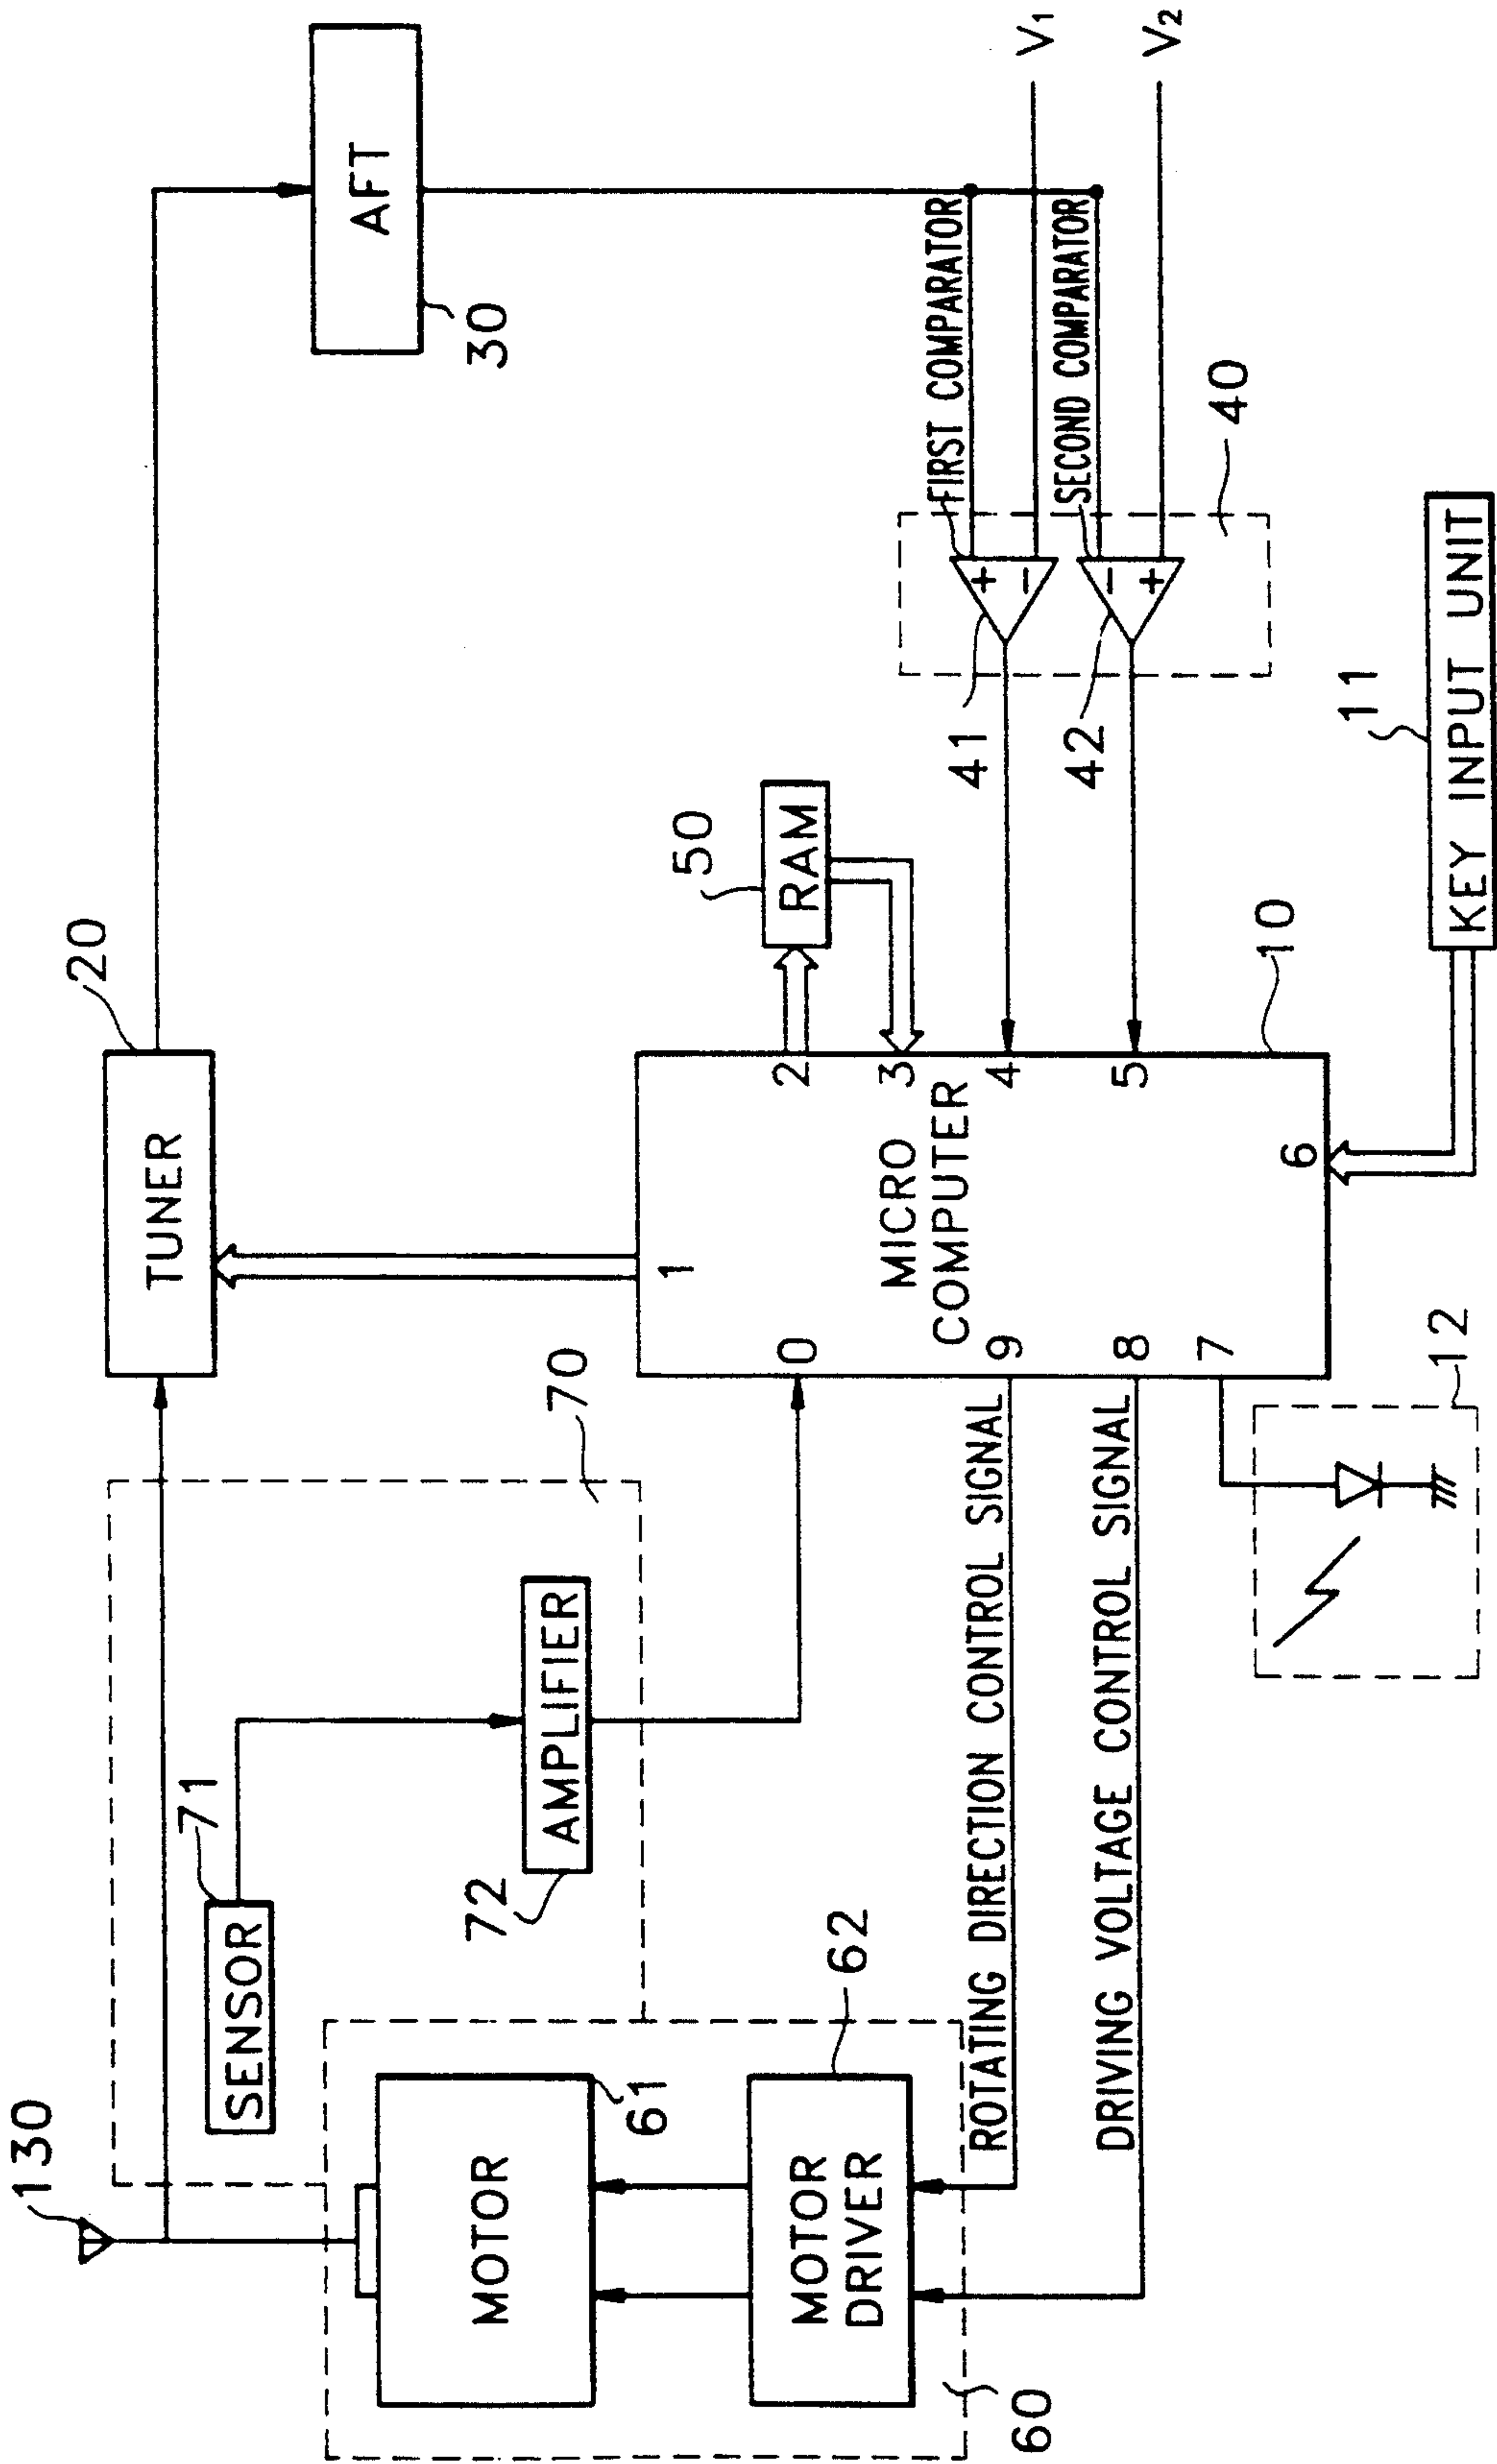 130
SENSOR
71
TUNER
20
AFT
30
70
MOTOR
61
AMPLIFIER
72
1
50
RAM
MOTOR
DRIVER
62
0
2
3
MICRO
COMPUTER
41
FIRST COMPARATOR
V1
60
ROTATING DIRECTION CONTROL SIGNAL
9
4
+
−
42
SECOND COMPARATOR
V2
DRIVING VOLTAGE CONTROL SIGNAL
8
5
−
+
40
7
6
10
12
11
KEY INPUT UNIT